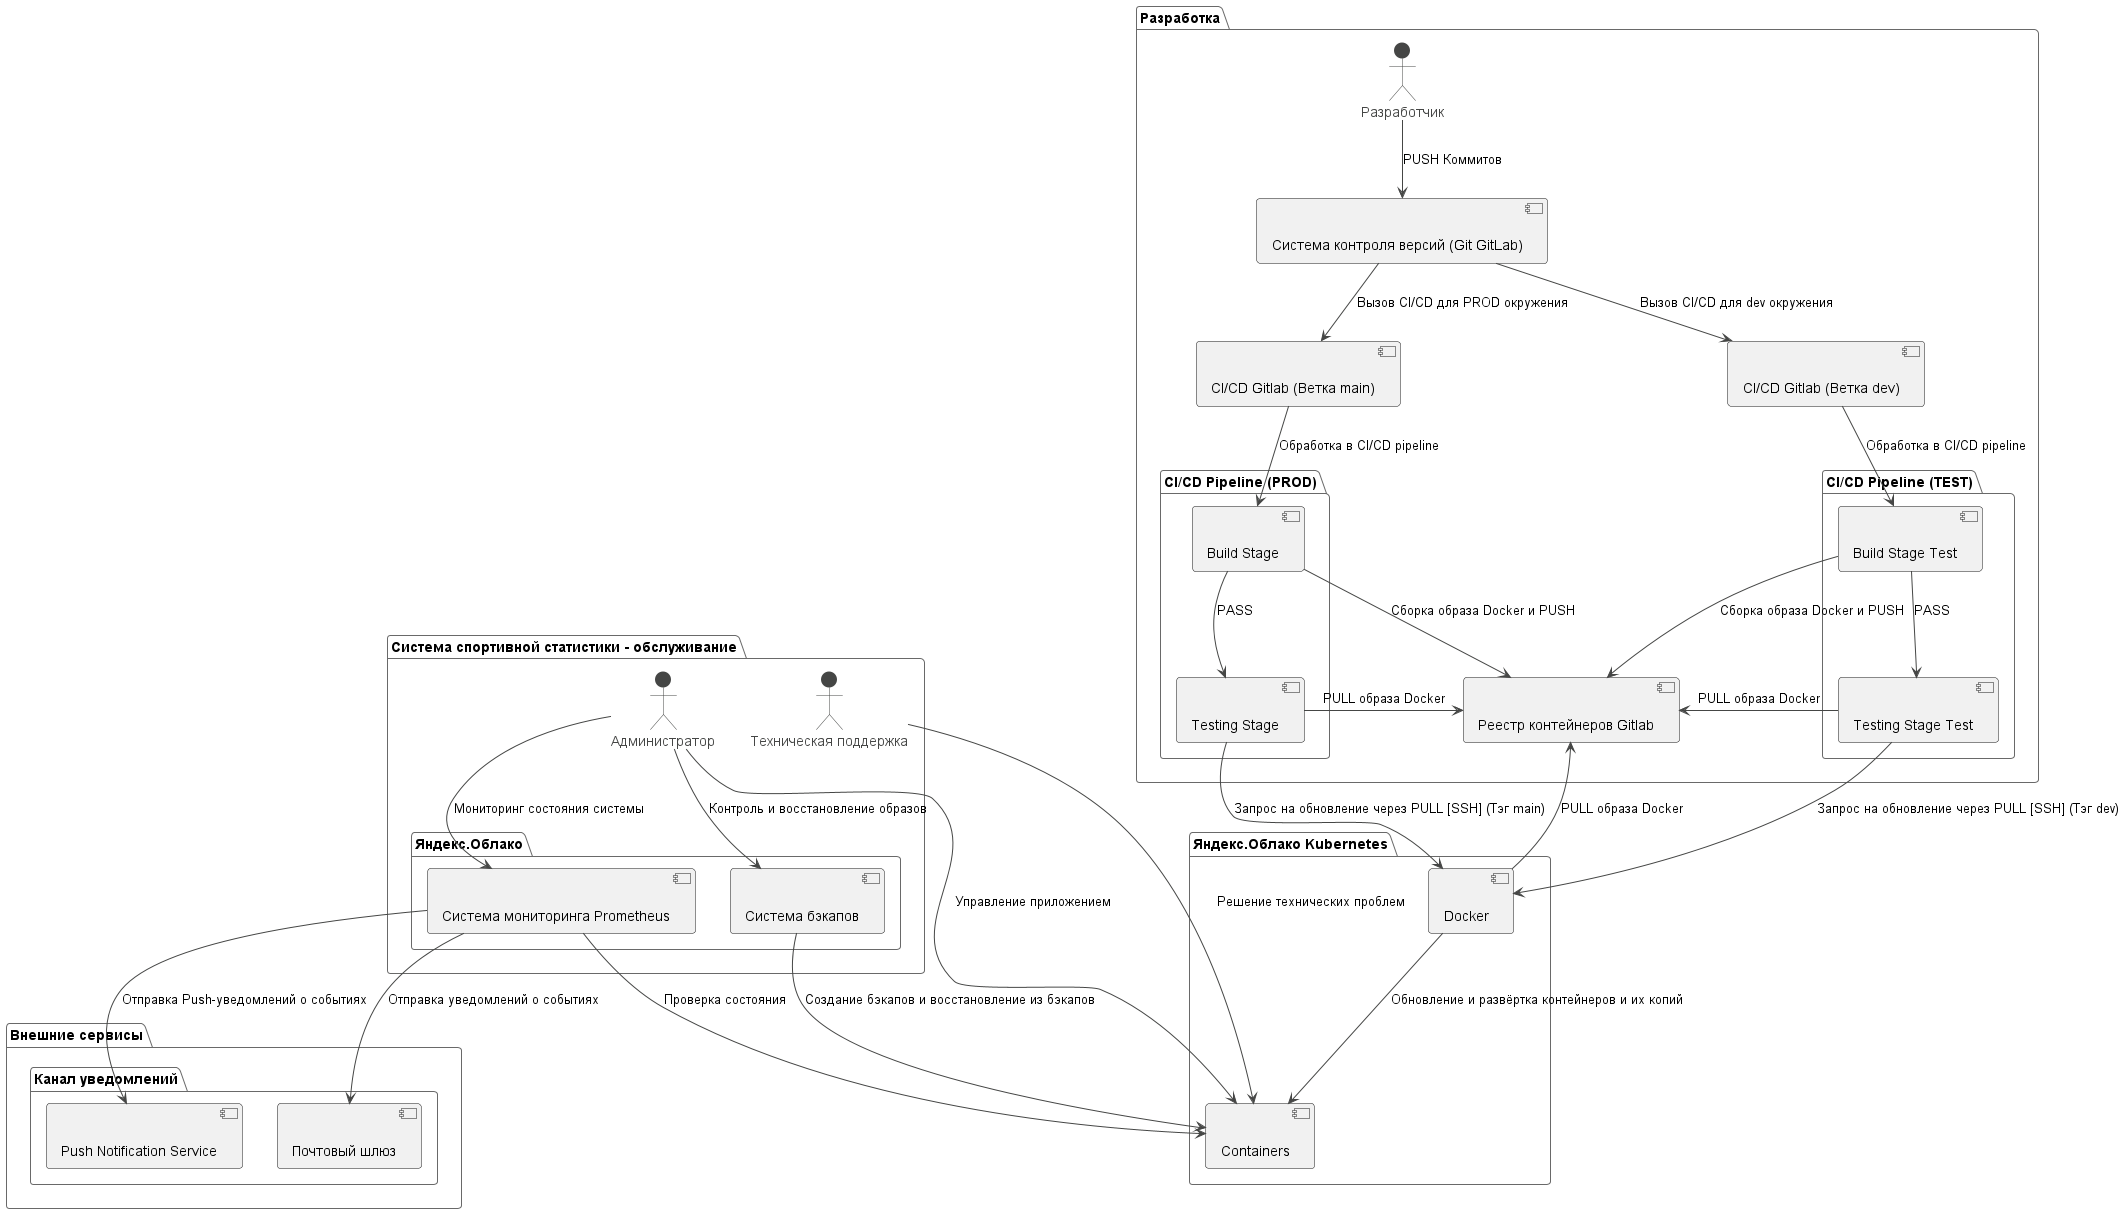 Разработка
Разработчик
PUSH Коммитов
Система контроля версий (Git GitLab)
Вызов CI/CD для PROD окружения
Вызов CI/CD для dev окружения
CI/CD Gitlab (Ветка main)
CI/CD Gitlab (Ветка dev)
Обработка в CI/CD pipeline
Обработка в CI/CD pipeline
CI/CD Pipeline (PROD)
CI/CD Pipeline (TEST)
Build Stage
Build Stage Test
PASS
Сборка образа Docker и PUSH
Сборка образа Docker и PUSH
PASS
Система спортивной статистики - обслуживание
Testing Stage
PULL образа Docker
Реестр контейнеров Gitlab
PULL образа Docker
Testing Stage Test
Администратор
Техническая поддержка
Мониторинг состояния системы
Контроль и восстановление образов
Запрос на обновление через PULL [SSH] (Тэг main)
PULL образа Docker
Запрос на обновление через PULL [SSH] (Тэг dev)
Яндекс.Облако
Яндекс.Облако Kubernetes
Система мониторинга Prometheus
Система бэкапов
Управление приложением
Решение технических проблем
Docker
Отправка Push-уведомлений о событиях
Отправка уведомлений о событиях
Проверка состояния
Создание бэкапов и восстановление из бэкапов
Обновление и развёртка контейнеров и их копий
Внешние сервисы
Канал уведомлений
Push Notification Service
Почтовый шлюз
Containers